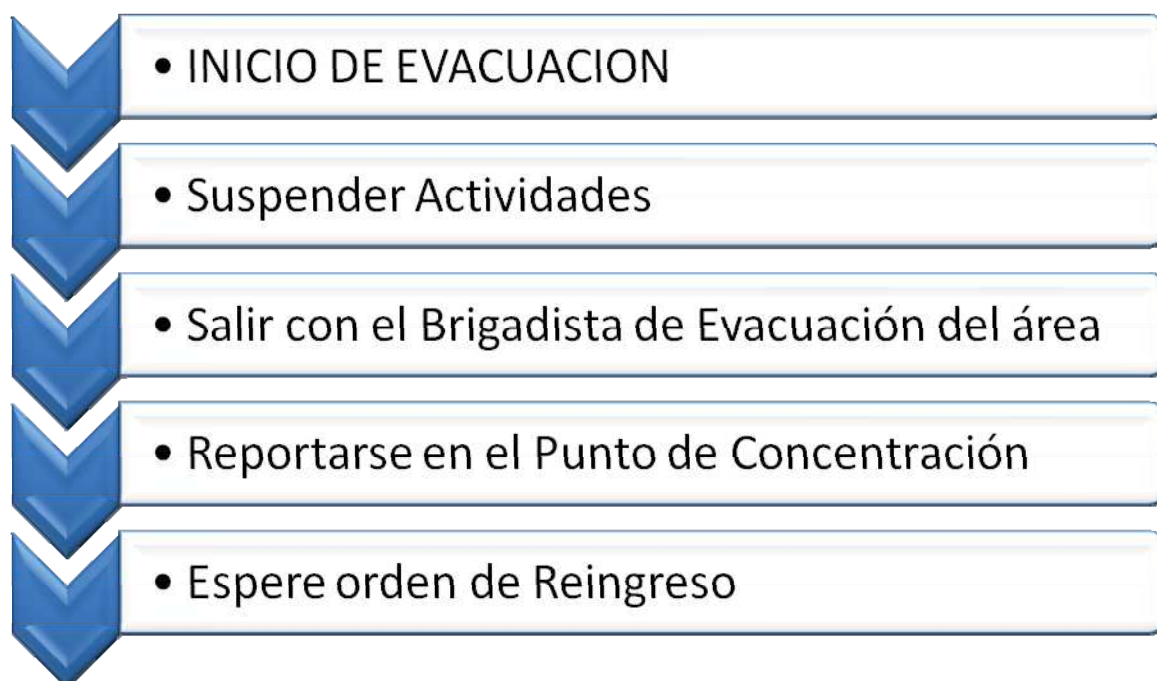 • INICIO DE EVACUACION
• Suspender Actividades
• Salir con el Brigadista de Evacuación del área
• Reportarse en el Punto de Concentración
• Espere orden de Reingreso